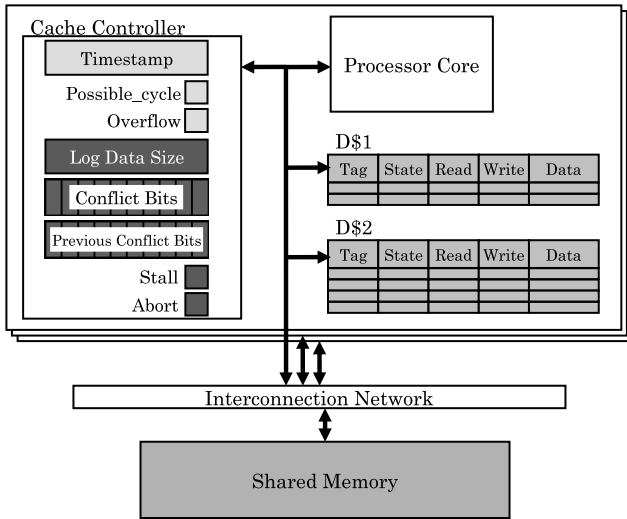 Cache Controller
Timestamp
Possible_cycle
Overflow
Log Data Size
Conflict Bits
Previous Conflict Bits
Stall
Abort
Processor Core
D$1
Tag State Read Write Data
D$2
Tag State Read Write Data
Interconnection Network
Shared Memory